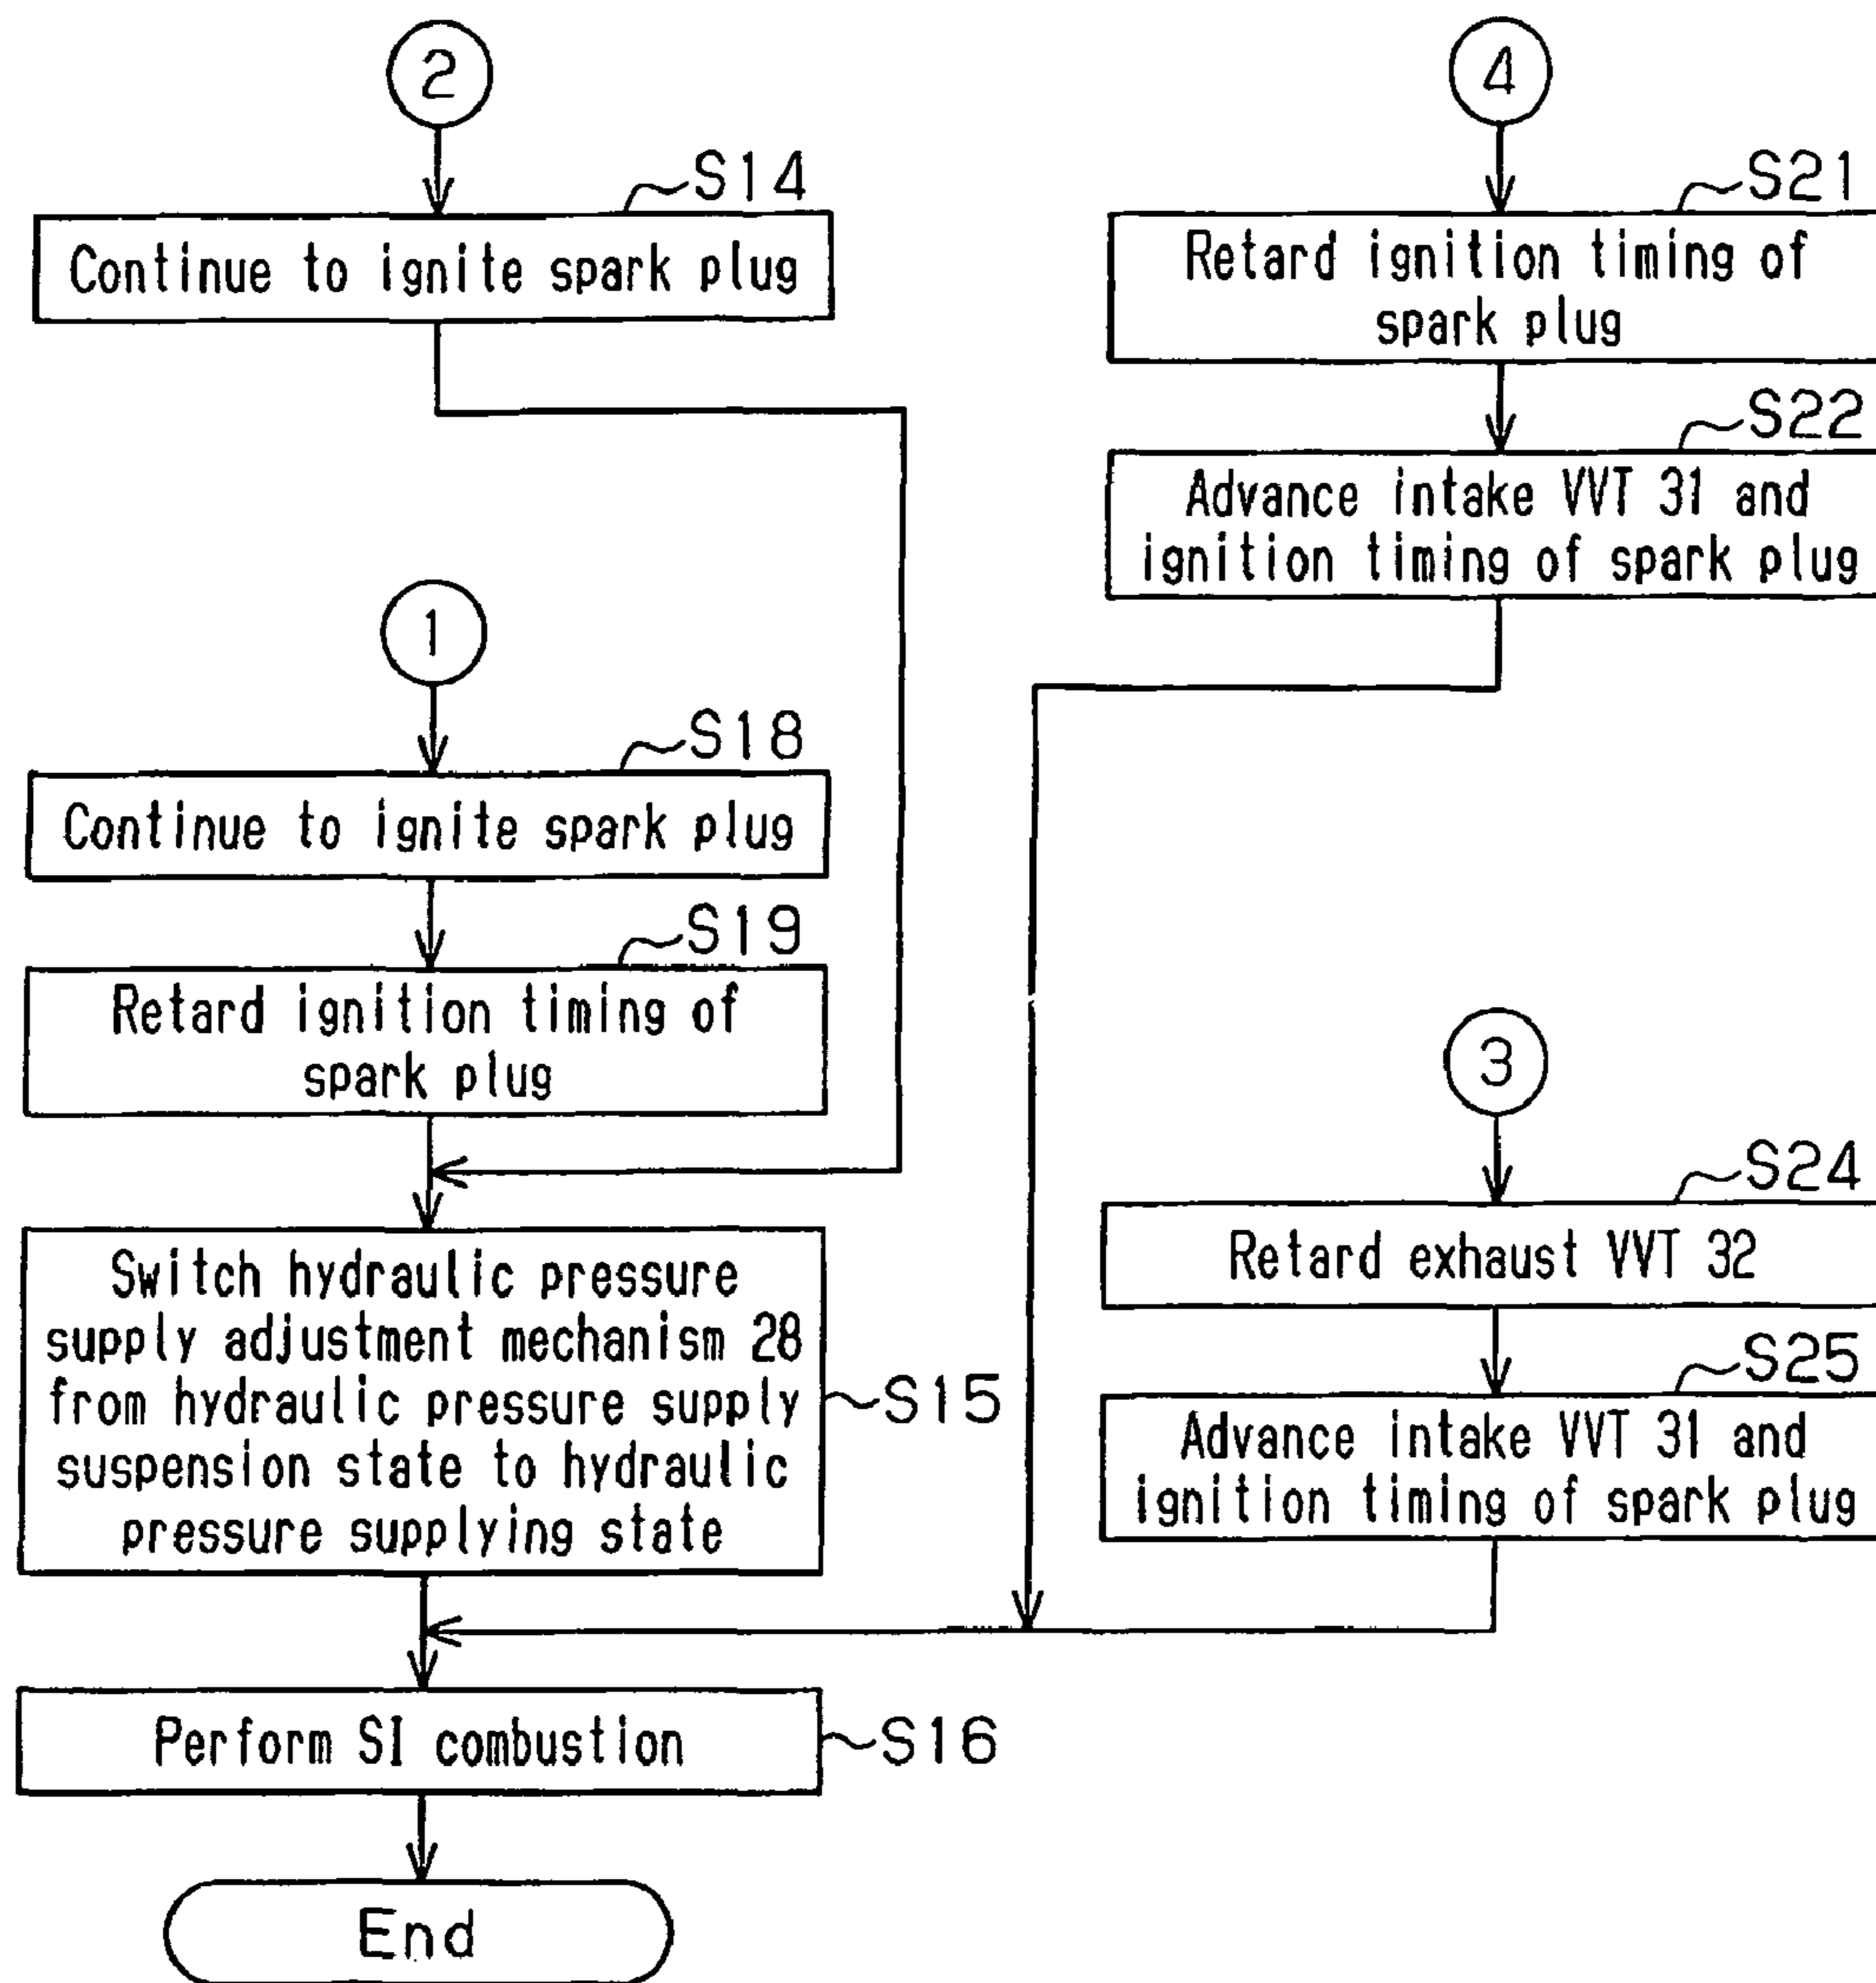 2
S14
Continue to ignite spark plug
1
S18
Continue to ignite spark plug
S19
Retard ignition timing of
spark plug
Switch hydraulic pressure
supply adjustment mechanism 28
from hydraulic pressure supply
suspension state to hydraulic
pressure supplying state
S15
Perform SI combustion
S16
End
4
S21
Retard ignition timing of
spark plug
S22
Advance intake VVT 31 and
ignition timing of spark plug
3
S24
Retard exhaust VVT 32
S25
Advance intake VVT 31 and
ignition timing of spark plug